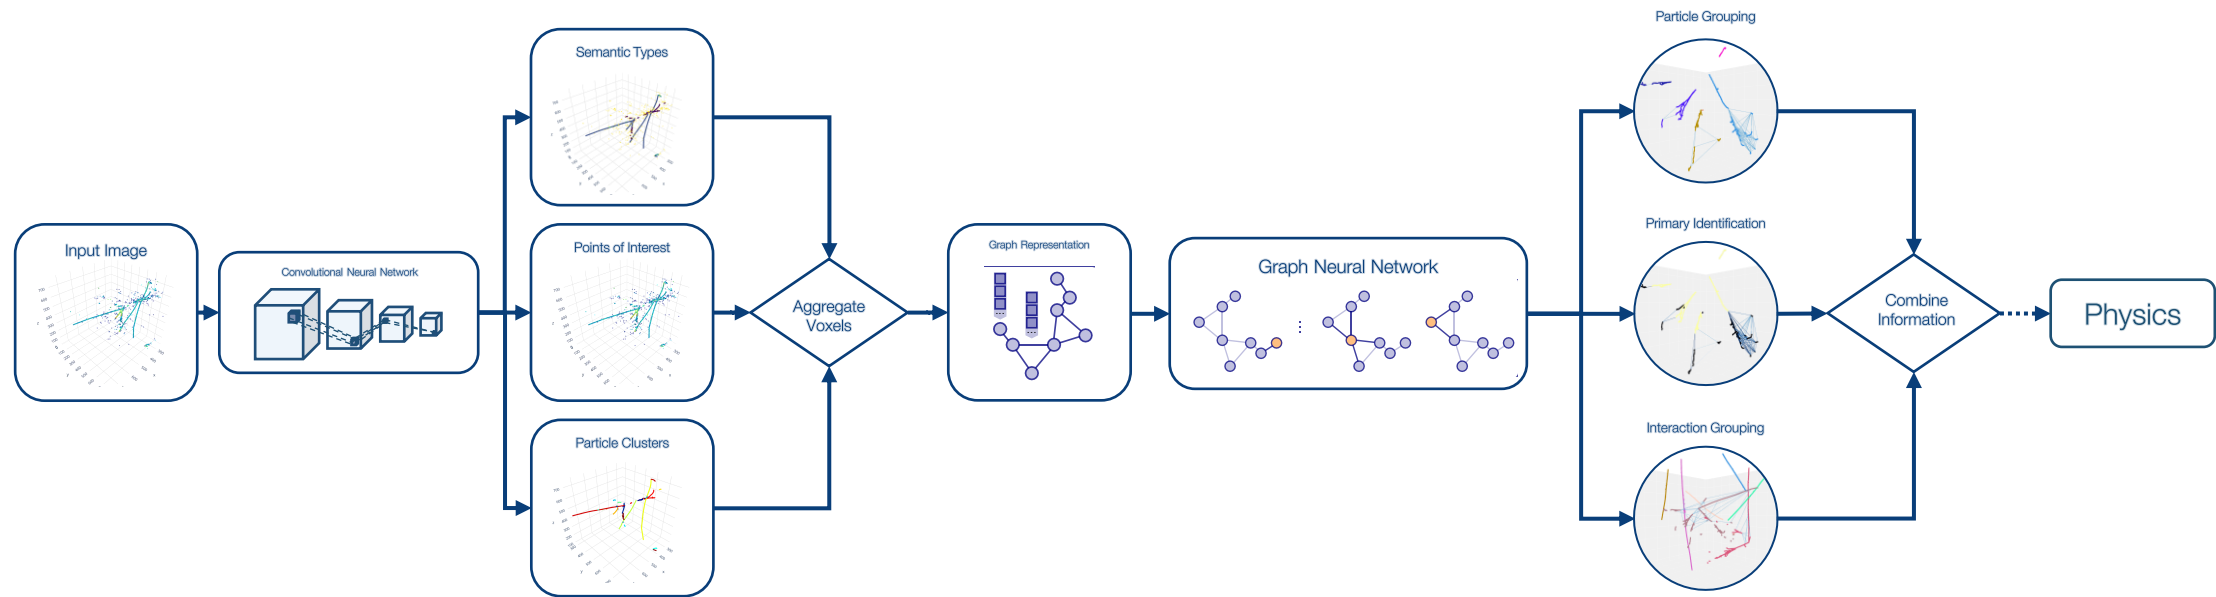 Input Image
Convolutional Neural Network
Semantic Types
Points of Interest
Particle Clusters
Aggregate
Voxels
Graph Representation
Graph Neural Network
Particle Grouping
Primary Identification
Interaction Grouping
Combine
Information
Physics